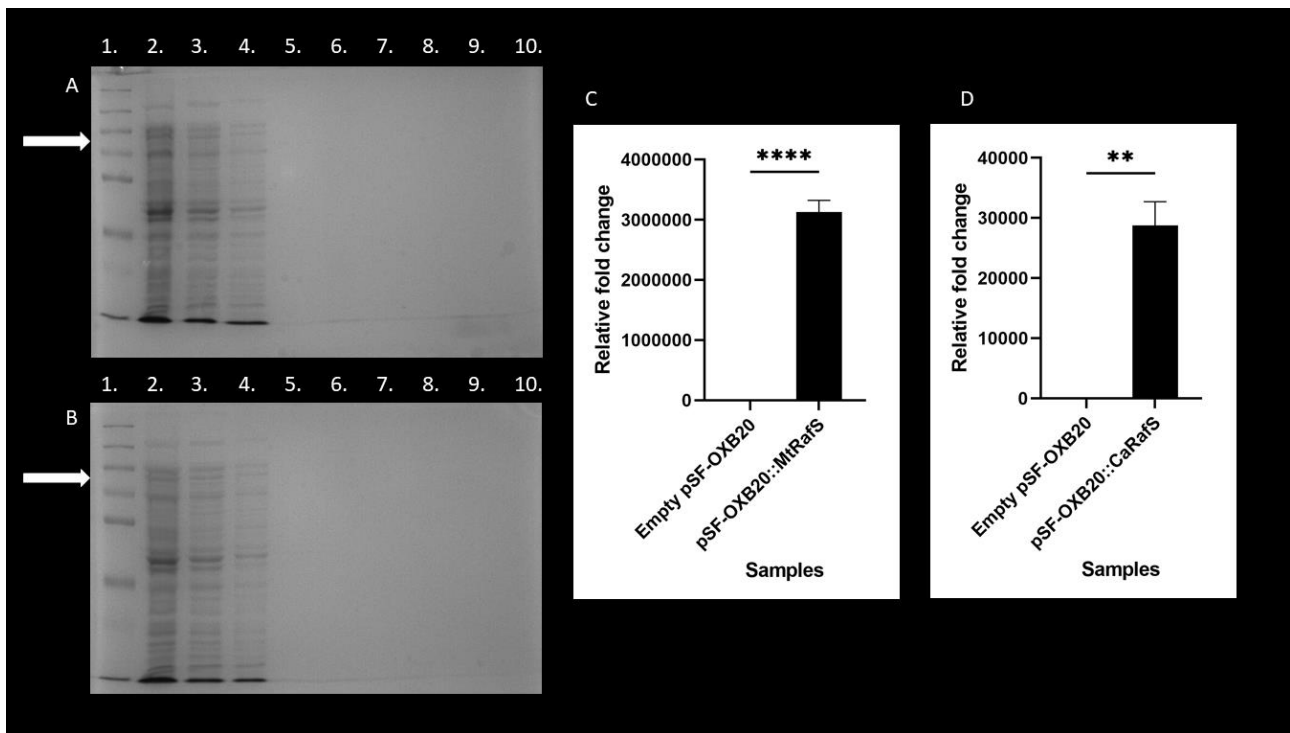 1. 2. 3. 4. 5. 6. 7. 8. 9. 10.
A
1. 2. 3. 4. 5. 6. 7. 8. 9. 10.
B
C
****
4000000
3000000
2000000
1000000
0
Relative fold change
Empty pSF-OXB20
pSF-OXB20::MtRafS
Samples
D
**
40000
30000
20000
10000
0
Relative fold change
Empty pSF-OXB20
pSF-OXB20::CaRafS
Samples